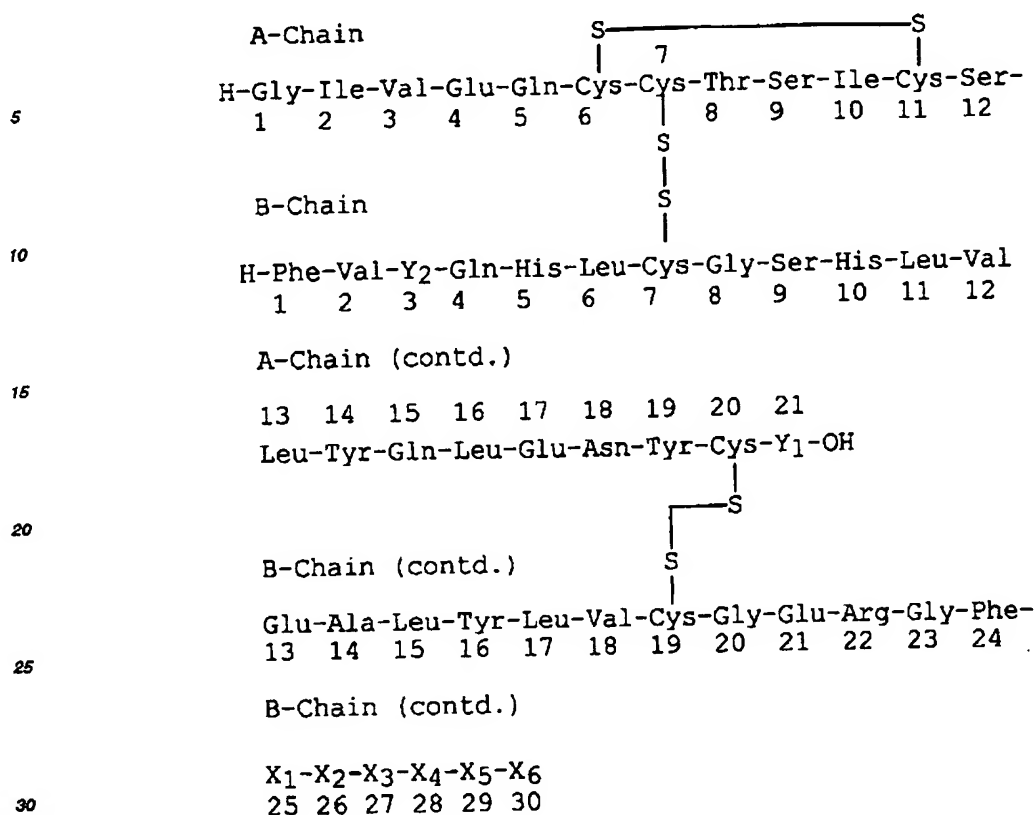 A-Chain
S S
7
H-Gly-Ile-Val-Glu-Gln-Cys-Cys-Thr-Ser-Ile-Cys-Ser-
5 1 2 3 4 5 6 8 9 10 11 12
S
S
B-Chain
10
H-Phe-Val-Y2-Gln-His-Leu-Cys-Gly-Ser-His-Leu-Val
1 2 3 4 5 6 7 8 9 10 11 12
A-Chain (contd.)
15
13 14 15 16 17 18 19 20 21
Leu-Tyr-Gln-Leu-Glu-Asn-Tyr-Cys-Y1-OH
S
20
S
B-Chain (contd.)
Glu-Ala-Leu-Tyr-Leu-Val-Cys-Gly-Glu-Arg-Gly-Phe-
13 14 15 16 17 18 19 20 21 22 23 24
25
B-Chain (contd.)
X1-X2-X3-X4-X5-X6
30 25 26 27 28 29 30